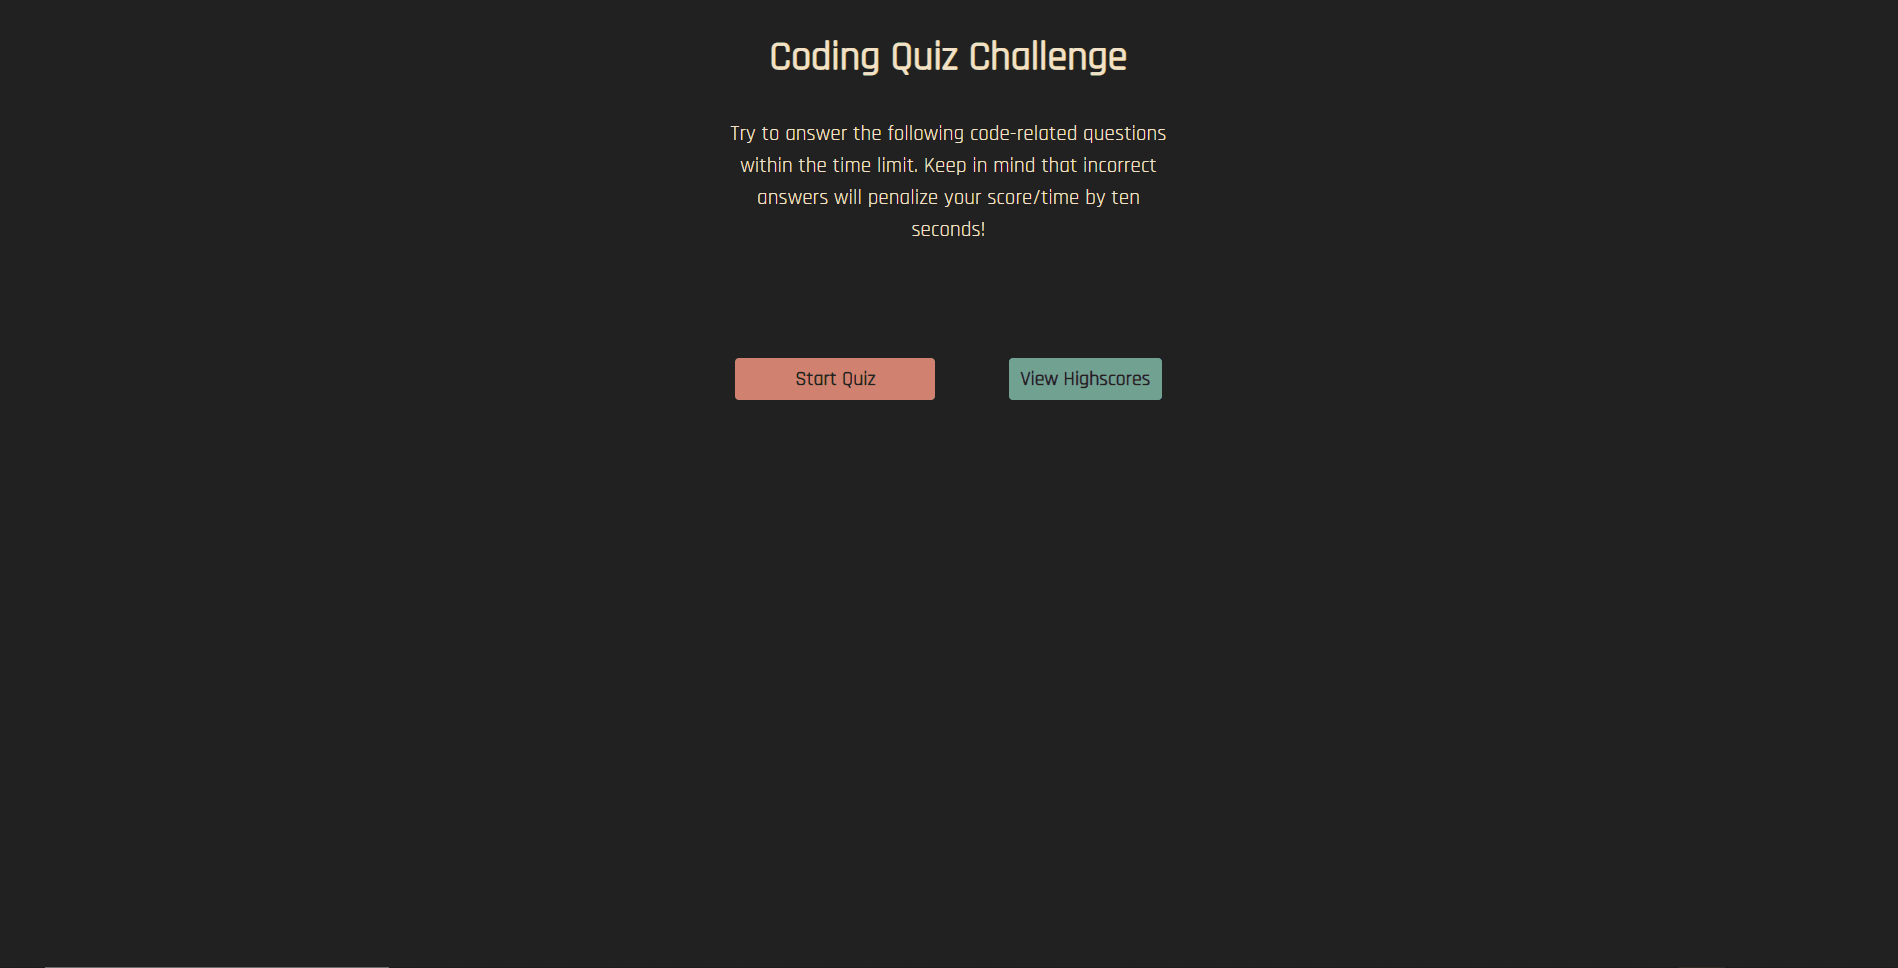 Coding Quiz Challenge
Try to answer the following code-related questions
within the time limit. Keep in mind that incorrect
answers will penalize your score/time by ten
seconds!
Start Quiz
View Highscores